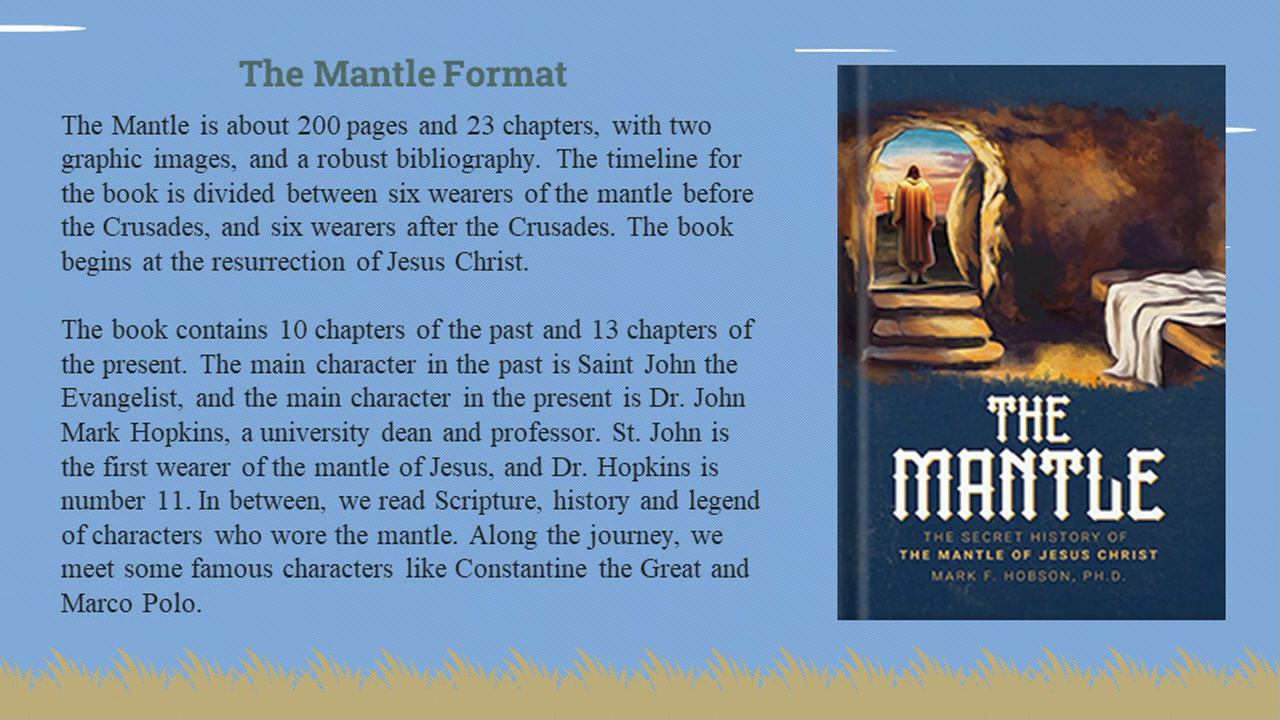 The Mantle Format
The Mantle is about 200 pages and 23 chapters, with two
graphic images, and a robust bibliography. The timeline for
the book is divided between six wearers of the mantle before
the Crusades, and six wearers after the Crusades. The book
begins at the resurrection of Jesus Christ.
The book contains 10 chapters of the past and 13 chapters of
the present. The main character in the past is Saint John the
Evangelist, and the main character in the present is Dr. John
Mark Hopkins, a university dean and professor. St. John is
the first wearer of the mantle of Jesus, and Dr. Hopkins is
number 11. In between, we read Scripture, history and legend
of characters who wore the mantle. Along the journey, we
meet some famous characters like Constantine the Great and
Marco Polo.
THE
MANTLE
THE SECRET HISTORY OF
THE MANTLE OF JESUS CHRIST
MARK F. HOBSON, PH.D.